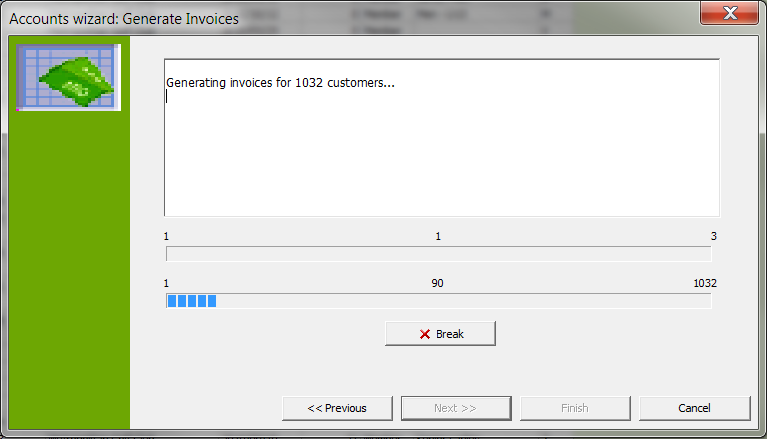 Accounts wizard: Generate Invoices
Generating invoices for 1032 customers...
1 1 3
1 90 1032
Break
<< Previous Next >> Finish Cancel